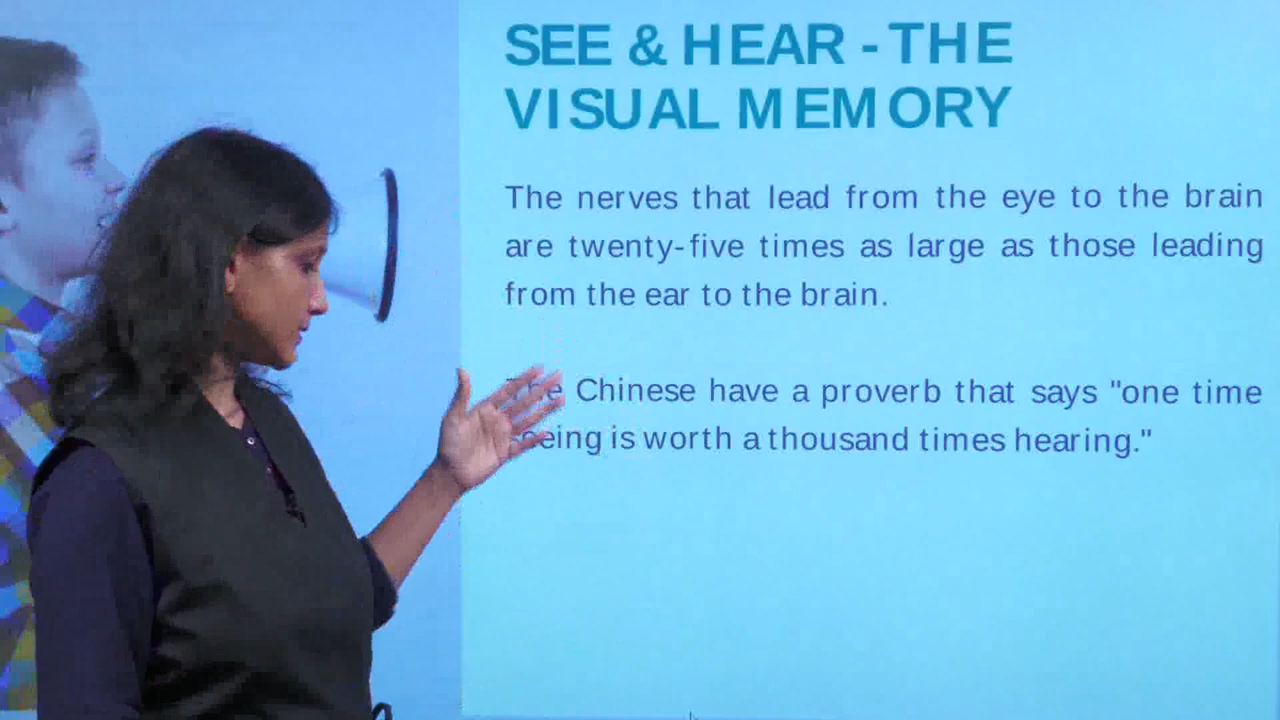 SEE & HEAR - THE
VISUAL MEMORY
The nerves that lead from the eye to the brain
are twenty-five times as large as those leading
from the ear to the brain.
The Chinese have a proverb that says "one time
seeing is worth a thousand times hearing."